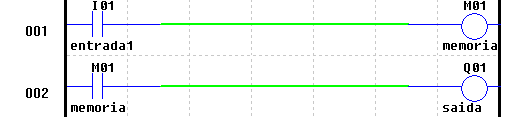 I01 M01
001
entrada1 memoria
M01 Q01
002
memoria saida